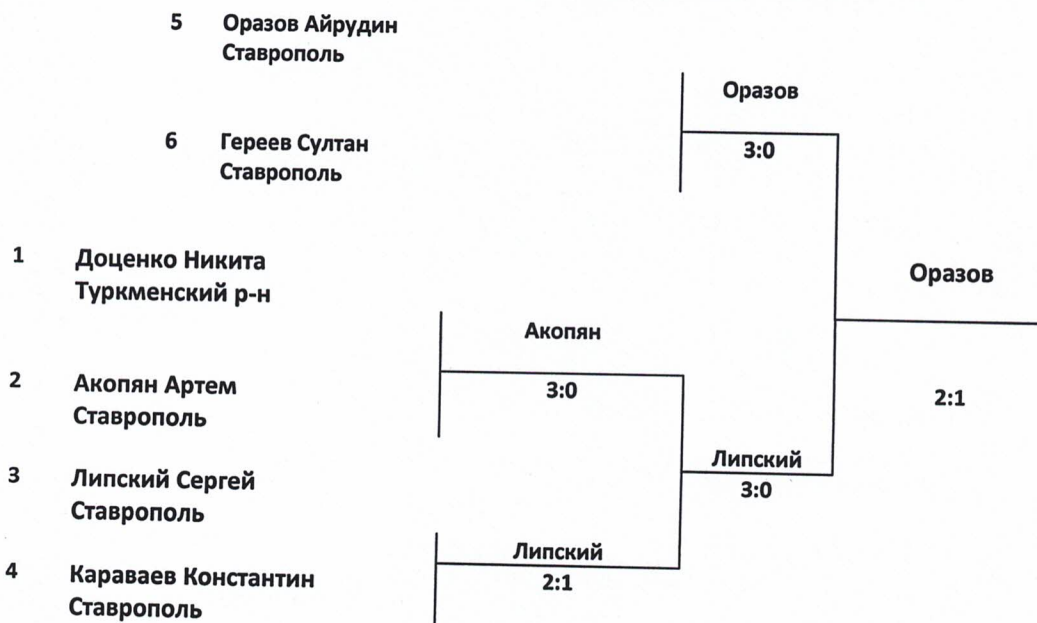 5 Оразов Айрудин
Ставрополь
Оразов
3:0
6 Гереев Султан
Ставрополь
1 Доценко Никита
Туркменский р-н
Оразов
Акопян
3:0
2 Акопян Артем
Ставрополь
2:1
3 Липский Сергей
Ставрополь
Липский
3:0
Липский
2:1
4 Караваев Константин
Ставрополь